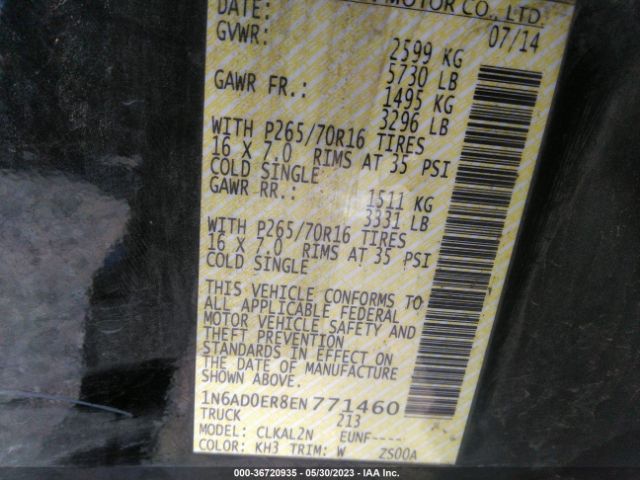 MOTOR CO., LTD.
DATE: 07/14
GVWR: 2599 KG
5730 LB
GAWR FR.: 1495 KG
3296 LB
WITH P265/70R16 TIRES
16 X 7.0 RIMS AT 35 PSI
COLD SINGLE
GAWR RR.: 1511 KG
3331 LB
WITH P265/70R16 TIRES
16 X 7.0 RIMS AT 35 PSI
COLD SINGLE
THIS VEHICLE CONFORMS TO
ALL APPLICABLE FEDERAL
MOTOR VEHICLE SAFETY AND
THEFT PREVENTION
STANDARDS IN EFFECT ON
THE DATE OF MANUFACTURE
SHOWN ABOVE.
1N6AD0ER8EN771460
TRUCK 213
MODEL: CLKAL2N EUNF----
COLOR: KH3 TRIM: W ZS00A
000-36720935 - 05/30/2023 - IAA Inc.